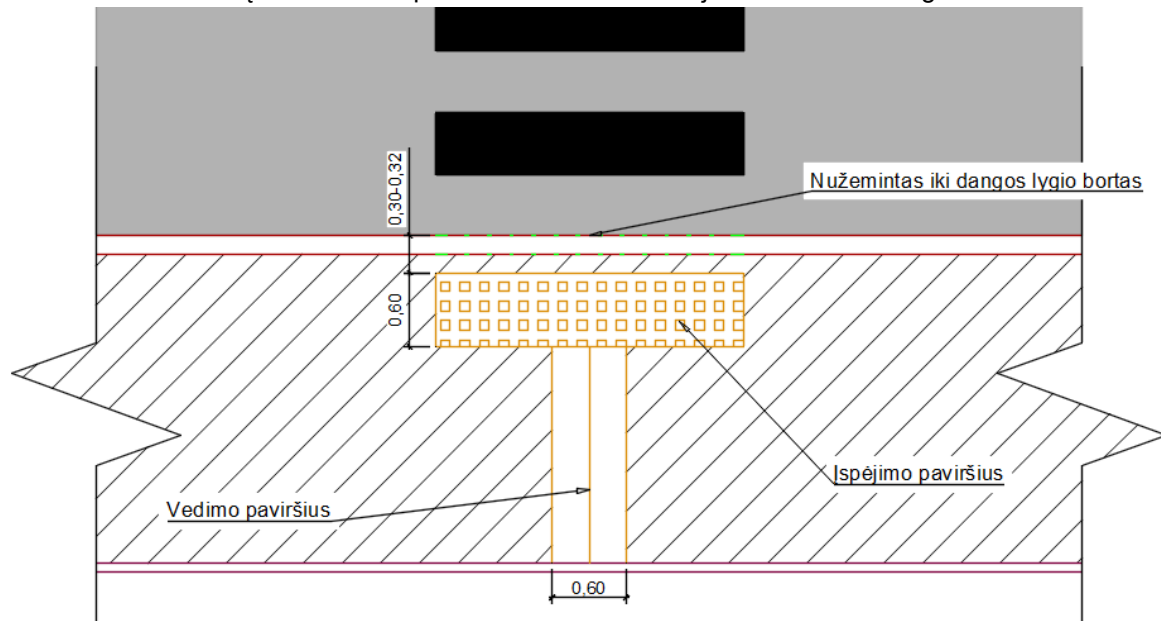 0,30-0,32
Nužemintas iki dangos lygio bortas
0,60
Įspėjimo paviršius
Vedimo paviršius
0,60